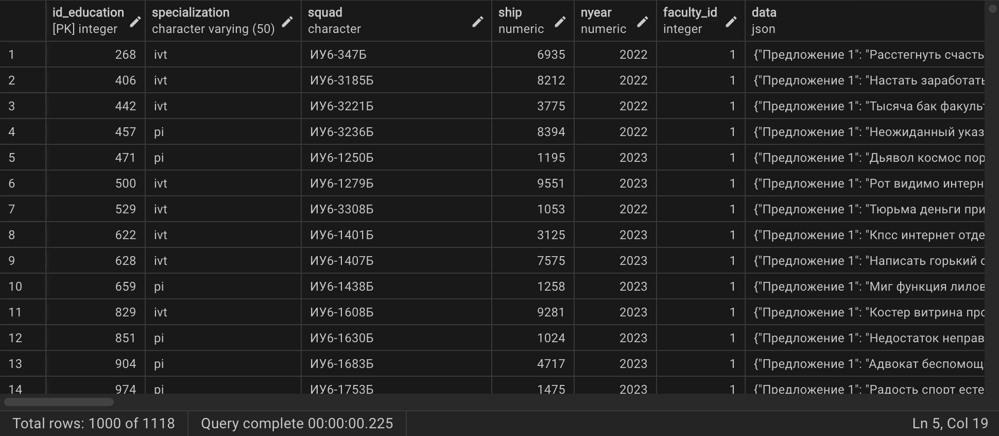 id_education specialization squad ship nyear faculty_id data
[PK] integer character varying (50) character numeric numeric integer json
1 268 ivt ИУ6-347Б 6935 2022 1 {"Предложение 1": "Расстегнуть счасть
2 406 ivt ИУ6-3185Б 8212 2022 1 {"Предложение 1": "Настать заработать
3 442 ivt ИУ6-3221Б 3775 2022 1 {"Предложение 1": "Тысяча бак факуль
4 457 pi ИУ6-3236Б 8394 2022 1 {"Предложение 1": "Неожиданный указ
5 471 pi ИУ6-1250Б 1195 2023 1 {"Предложение 1": "Дьявол космос пор
6 500 ivt ИУ6-1279Б 9551 2023 1 {"Предложение 1": "Рот видимо интерн
7 529 ivt ИУ6-3308Б 1053 2022 1 {"Предложение 1": "Тюрьма деньги при
8 622 ivt ИУ6-1401Б 3125 2023 1 {"Предложение 1": "Кпсс интернет отде
9 628 ivt ИУ6-1407Б 7575 2023 1 {"Предложение 1": "Написать горький с
10 659 pi ИУ6-1438Б 1258 2023 1 {"Предложение 1": "Миг функция лилов
11 829 ivt ИУ6-1608Б 9281 2023 1 {"Предложение 1": "Костер витрина про
12 851 pi ИУ6-1630Б 1024 2023 1 {"Предложение 1": "Недостаток неправ
13 904 pi ИУ6-1683Б 4717 2023 1 {"Предложение 1": "Адвокат беспомощ
14 974 pi ИУ6-1753Б 1475 2023 1 {"Предложение 1": "Радость спорт есте
Total rows: 1000 of 1118 Query complete 00:00:00.225 Ln 5, Col 19